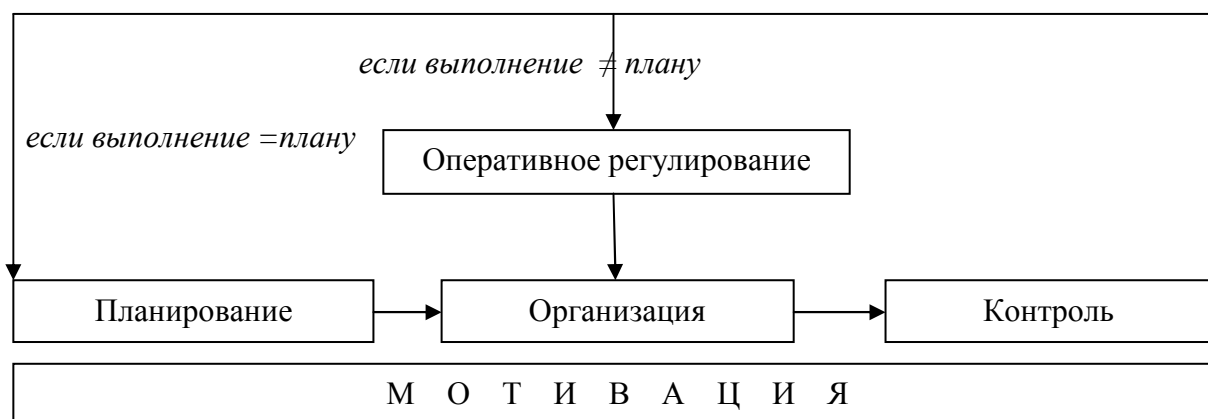 если выполнение ≠ плану
если выполнение =плану
Оперативное регулирование
Планирование
Организация
Контроль
М О Т И В А Ц И Я